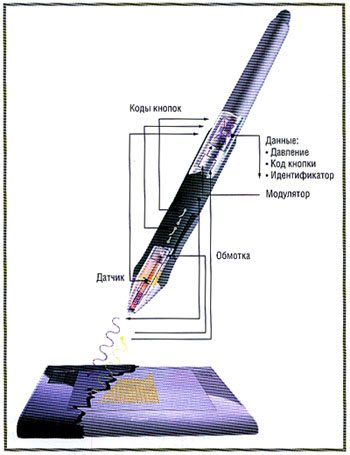 Коды кнопок
Данные:
• Давление
• Код кнопки
• Идентификатор
Модулятор
Обмотка
Датчик